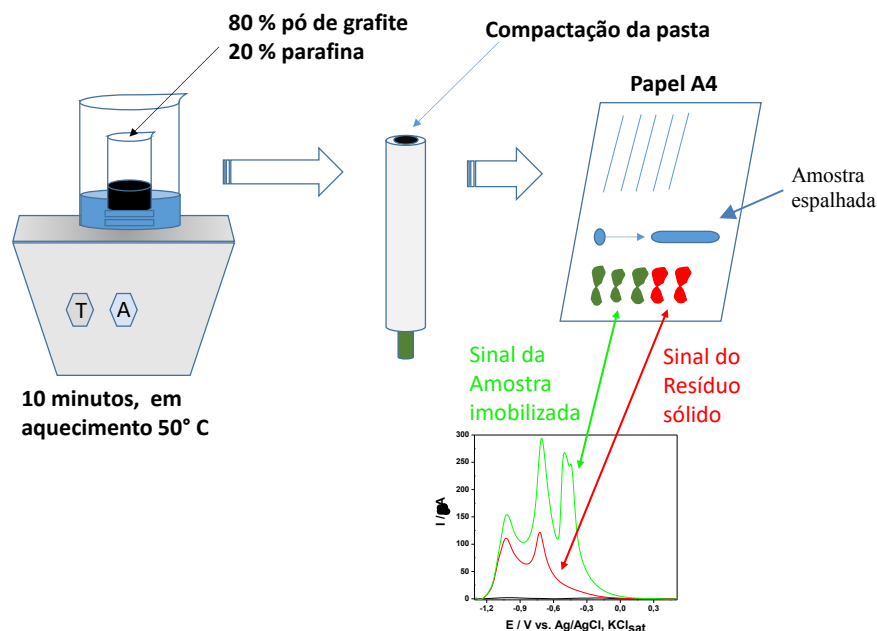 80 % pó de grafite
20 % parafina
Compactação da pasta
Papel A4
Amostra
espalhada
T
A
10 minutos, em
aquecimento 50° C
Sinal da
Amostra
imobilizada
Sinal do
Resíduo
sólido
300
250
200
150
100
50
0
-1,2 -0,9 -0,6 -0,3 0,0 0,3
E / V vs. Ag/AgCl, KClsat